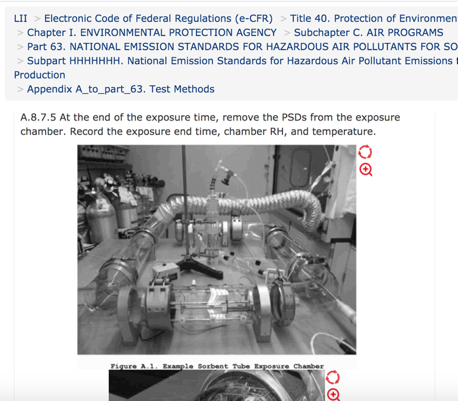 LII > Electronic Code of Federal Regulations (e-CFR) > Title 40. Protection of Environmen
> Chapter I. ENVIRONMENTAL PROTECTION AGENCY > Subchapter C. AIR PROGRAMS
> Part 63. NATIONAL EMISSION STANDARDS FOR HAZARDOUS AIR POLLUTANTS FOR SO
> Subpart HHHHHHH. National Emission Standards for Hazardous Air Pollutant Emissions f
Production
> Appendix A_to_part_63. Test Methods
A.8.7.5 At the end of the exposure time, remove the PSDs from the exposure
chamber. Record the exposure end time, chamber RH, and temperature.
Figure A.1. Example Sorbent Tube Exposure Chamber